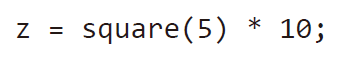 z = square(5) * 10;